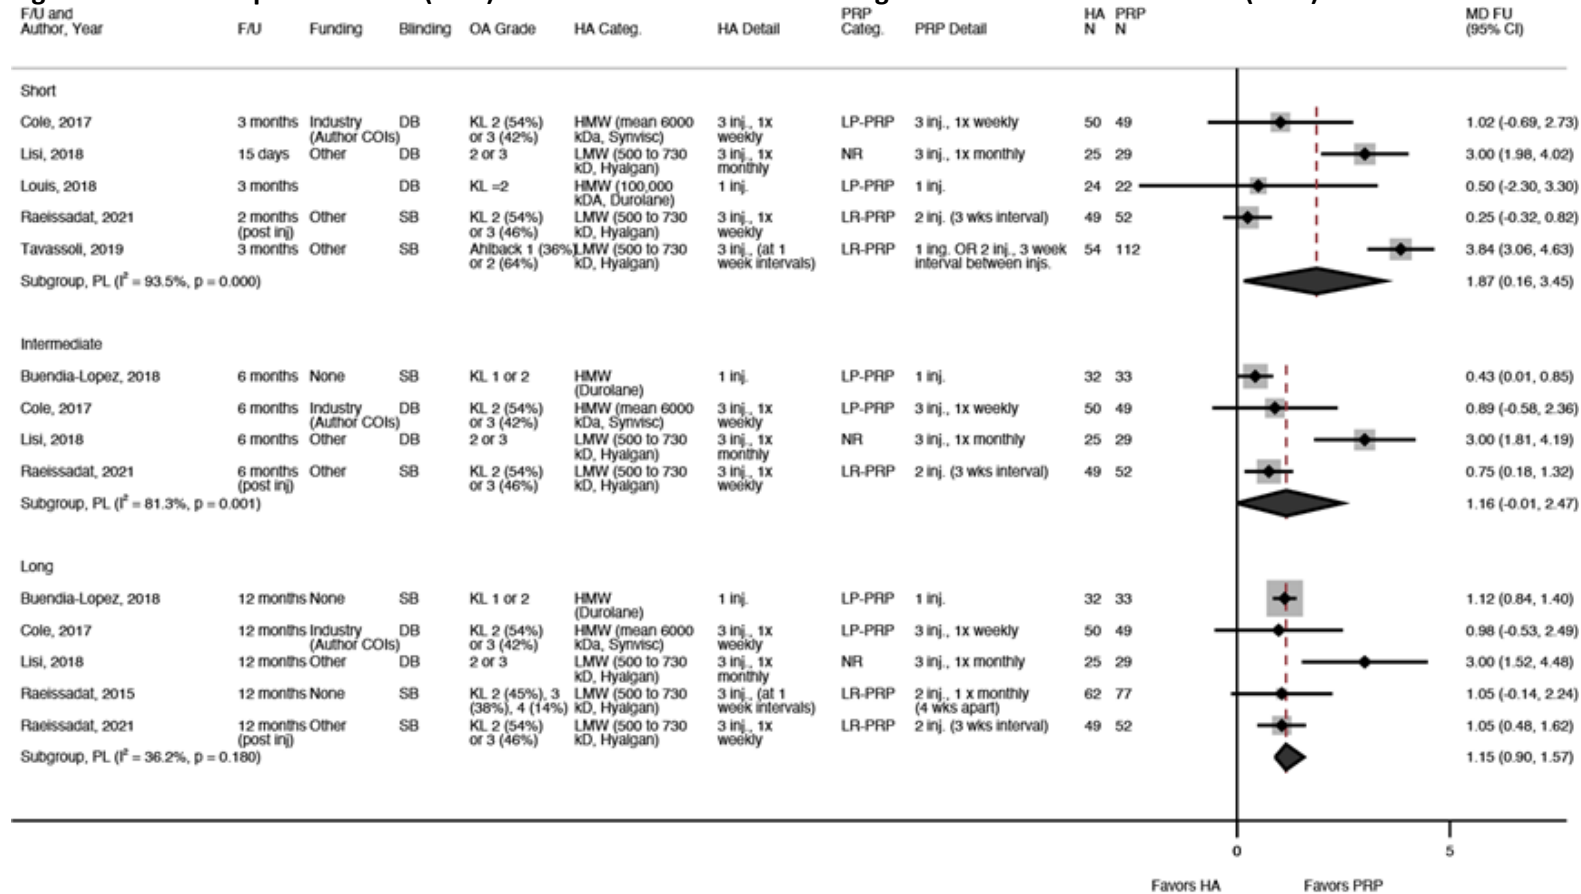 F/U and Author, Year F/U Funding Blinding OA Grade HA Categ. HA Detail PRP Categ. PRP Detail HA N PRP N MD FU (95% CI)
Short
Cole, 2017 3 months Industry (Author COIs) DB KL 2 (54%) or 3 (42%) HMW (mean 6000 kDa, Synvisc) 3 inj., 1x weekly LP-PRP 3 inj., 1x weekly 50 49 1.02 (-0.69, 2.73)
Lisi, 2018 15 days Other DB 2 or 3 LMW (500 to 730 kD, Hyalgan) 3 inj., 1x monthly NR 3 inj., 1x monthly 25 29 3.00 (1.98, 4.02)
Louis, 2018 3 months DB KL =2 HMW (100,000 kDA, Durolane) 1 inj. LP-PRP 1 inj. 24 22 0.50 (-2.30, 3.30)
Raeissadat, 2021 2 months (post inj) Other SB KL 2 (54%) or 3 (46%) LMW (500 to 730 kD, Hyalgan) 3 inj., 1x weekly LR-PRP 2 inj. (3 wks interval) 49 52 0.25 (-0.32, 0.82)
Tavassoli, 2019 3 months Other SB Ahlback 1 (36%) or 2 (64%) LMW (500 to 730 kD, Hyalgan) 3 inj., (at 1 week intervals) LR-PRP 1 ing. OR 2 inj., 3 week interval between injs. 54 112 3.84 (3.06, 4.63)
Subgroup, PL (I² = 93.5%, p = 0.000) 1.87 (0.16, 3.45)
Intermediate
Buendia-Lopez, 2018 6 months None SB KL 1 or 2 HMW (Durolane) 1 inj. LP-PRP 1 inj. 32 33 0.43 (0.01, 0.85)
Cole, 2017 6 months Industry (Author COIs) DB KL 2 (54%) or 3 (42%) HMW (mean 6000 kDa, Synvisc) 3 inj., 1x weekly LP-PRP 3 inj., 1x weekly 50 49 0.89 (-0.58, 2.36)
Lisi, 2018 6 months Other DB 2 or 3 LMW (500 to 730 kD, Hyalgan) 3 inj., 1x monthly NR 3 inj., 1x monthly 25 29 3.00 (1.81, 4.19)
Raeissadat, 2021 6 months (post inj) Other SB KL 2 (54%) or 3 (46%) LMW (500 to 730 kD, Hyalgan) 3 inj., 1x weekly LR-PRP 2 inj. (3 wks interval) 49 52 0.75 (0.18, 1.32)
Subgroup, PL (I² = 81.3%, p = 0.001) 1.16 (-0.01, 2.47)
Long
Buendia-Lopez, 2018 12 months None SB KL 1 or 2 HMW (Durolane) 1 inj. LP-PRP 1 inj. 32 33 1.12 (0.84, 1.40)
Cole, 2017 12 months Industry (Author COIs) DB KL 2 (54%) or 3 (42%) HMW (mean 6000 kDa, Synvisc) 3 inj., 1x weekly LP-PRP 3 inj., 1x weekly 50 49 0.98 (-0.53, 2.49)
Lisi, 2018 12 months Other DB 2 or 3 LMW (500 to 730 kD, Hyalgan) 3 inj., 1x monthly NR 3 inj., 1x monthly 25 29 3.00 (1.52, 4.48)
Raeissadat, 2015 12 months None SB KL 2 (45%), 3 (38%), 4 (14%) LMW (500 to 730 kD, Hyalgan) 3 inj., (at 1 week intervals) LR-PRP 2 inj., 1 x monthly (4 wks apart) 62 77 1.05 (-0.14, 2.24)
Raeissadat, 2021 12 months (post inj) Other SB KL 2 (54%) or 3 (46%) LMW (500 to 730 kD, Hyalgan) 3 inj., 1x weekly LR-PRP 2 inj. (3 wks interval) 49 52 1.05 (0.48, 1.62)
Subgroup, PL (I² = 36.2%, p = 0.180) 1.15 (0.90, 1.57)
0 5
Favors HA Favors PRP